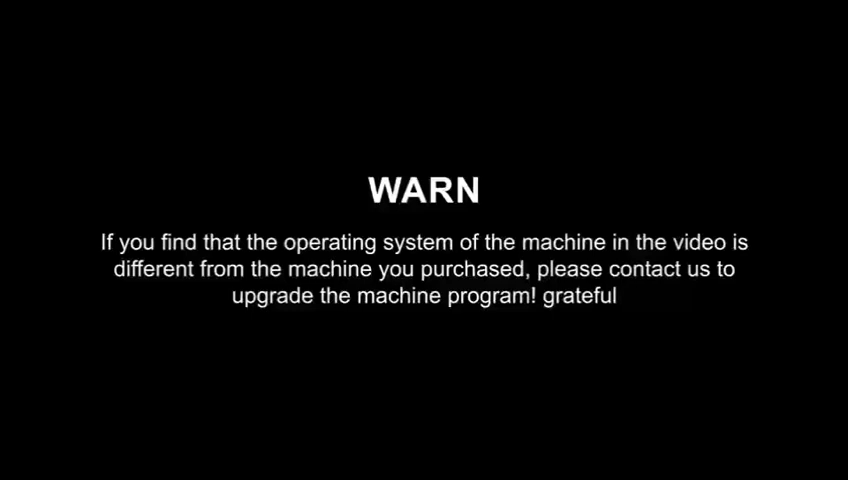 WARN
If you find that the operating system of the machine in the video is
different from the machine you purchased, please contact us to
upgrade the machine program! grateful